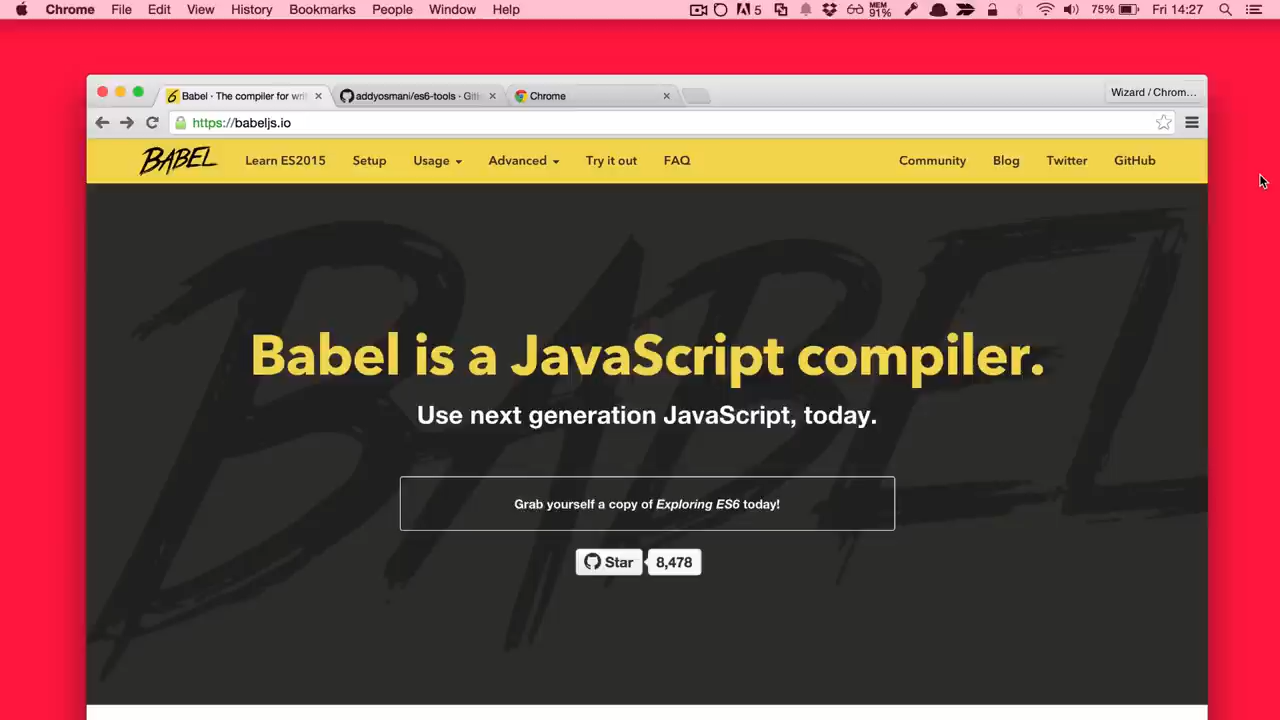 Chrome File Edit View History Bookmarks People Window Help 5 MEM 91% 75% Fri 14:27
Babel · The compiler for wri addyosmani/es6-tools · Git Chrome Wizard / Chrom...
https://babeljs.io
BABEL Learn ES2015 Setup Usage Advanced Try it out FAQ Community Blog Twitter GitHub
BABEL
Babel is a JavaScript compiler.
Use next generation JavaScript, today.
Grab yourself a copy of Exploring ES6 today!
Star 8,478